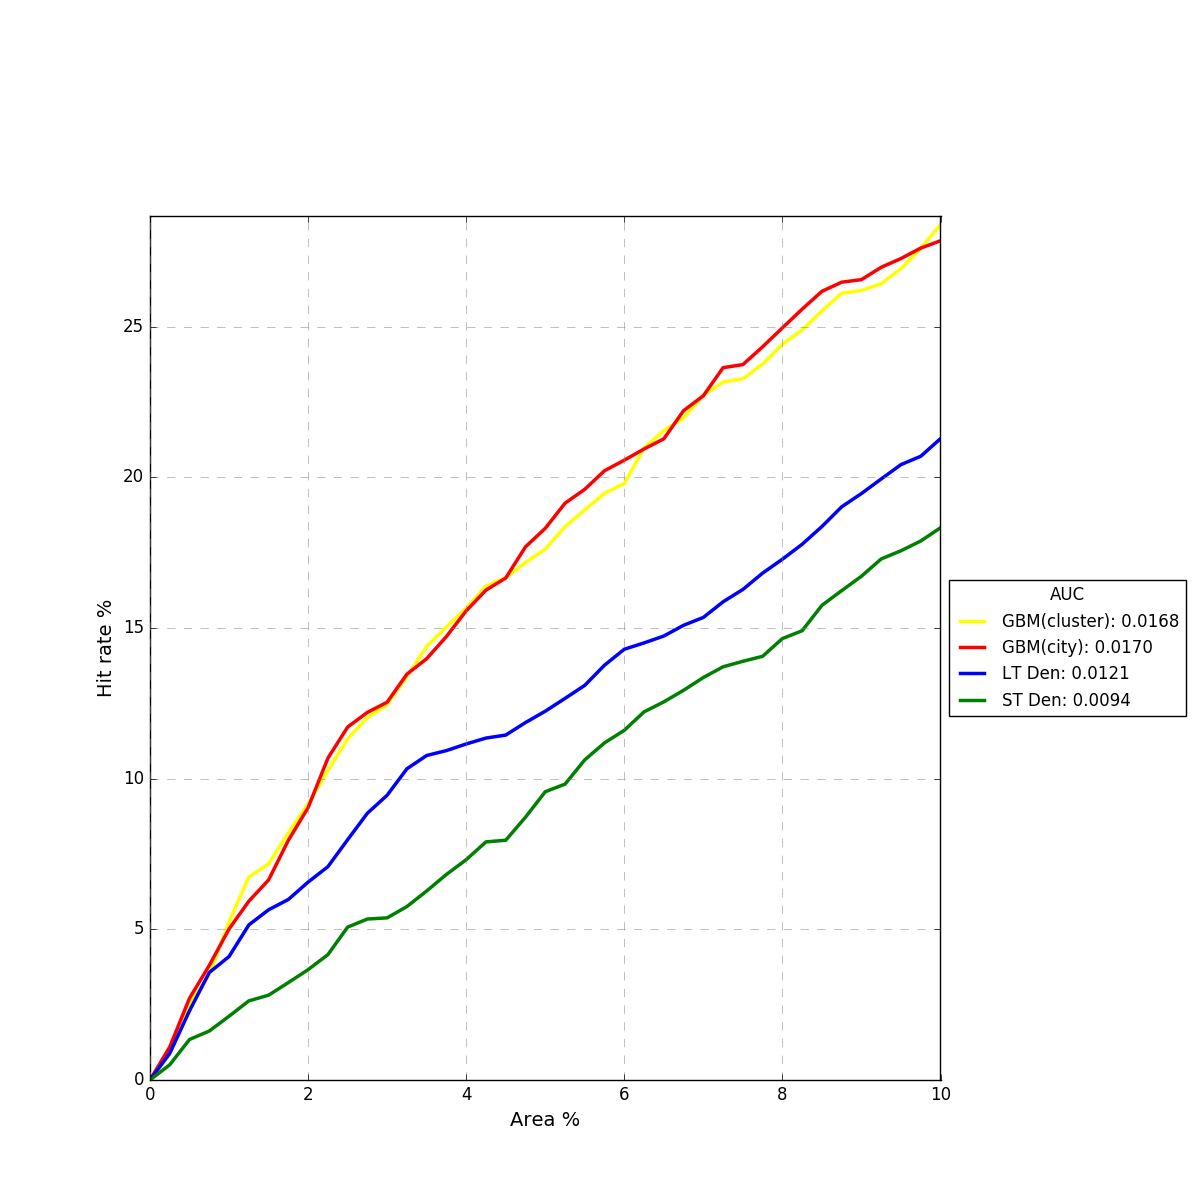 25
20
15
10
5
0
Hit rate %
0 2 4 6 8 10
Area %
AUC
GBM(cluster): 0.0168
GBM(city): 0.0170
LT Den: 0.0121
ST Den: 0.0094